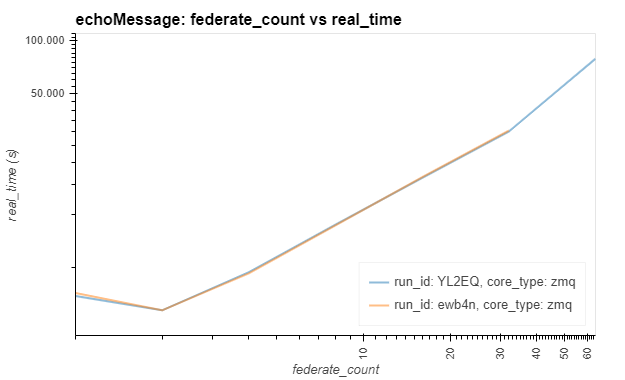 echoMessage: federate_count vs real_time
100.000
50.000
real_time (s)
run_id: YL2EQ, core_type: zmq
run_id: ewb4n, core_type: zmq
10
20
30
40
50
60
federate_count